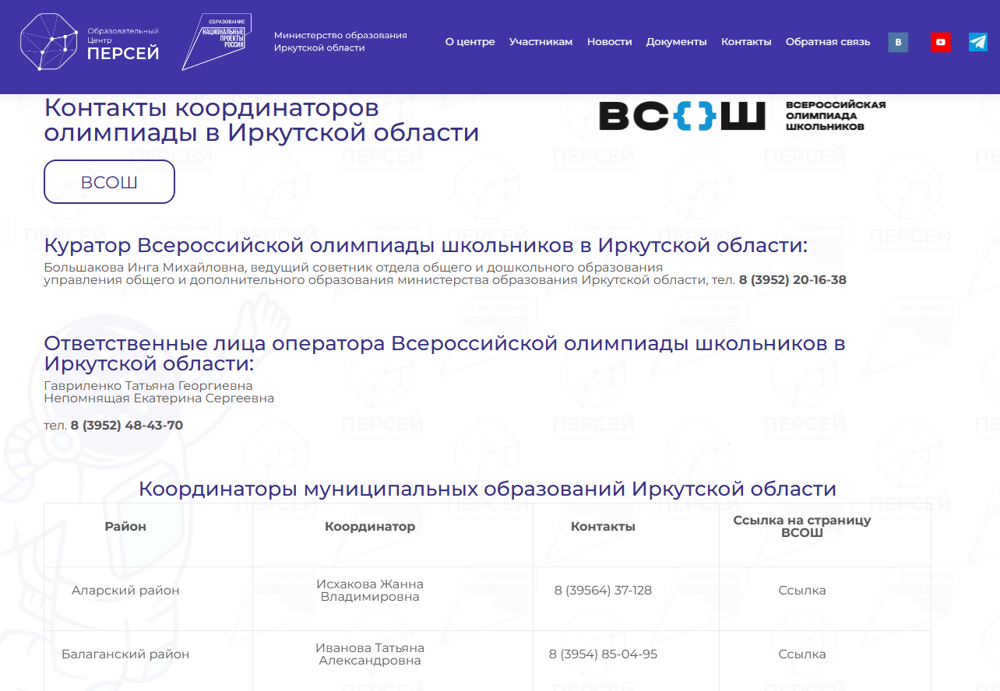 Образовательный
Центр
ПЕРСЕЙ
ОБРАЗОВАНИЕ
НАЦИОНАЛЬНЫЕ
ПРОЕКТЫ
РОССИИ
Министерство образования
Иркутской области
О центре Участникам Новости Документы Контакты Обратная связь
В
Контакты координаторов
олимпиады в Иркутской области
ВС{}Ш
ВСЕРОССИЙСКАЯ
ОЛИМПИАДА
ШКОЛЬНИКОВ
ВСОШ
Куратор Всероссийской олимпиады школьников в Иркутской области:
Большакова Инга Михайловна, ведущий советник отдела общего и дошкольного образования
управления общего и дополнительного образования министерства образования Иркутской области, тел. 8 (3952) 20-16-38
Ответственные лица оператора Всероссийской олимпиады школьников в
Иркутской области:
Гавриленко Татьяна Георгиевна
Непомнящая Екатерина Сергеевна
тел. 8 (3952) 48-43-70
Координаторы муниципальных образований Иркутской области
Район Координатор Контакты Ссылка на страницу
ВСОШ
Аларский район Исхакова Жанна
Владимировна 8 (39564) 37-128 Ссылка
Балаганский район Иванова Татьяна
Александровна 8 (3954) 85-04-95 Ссылка